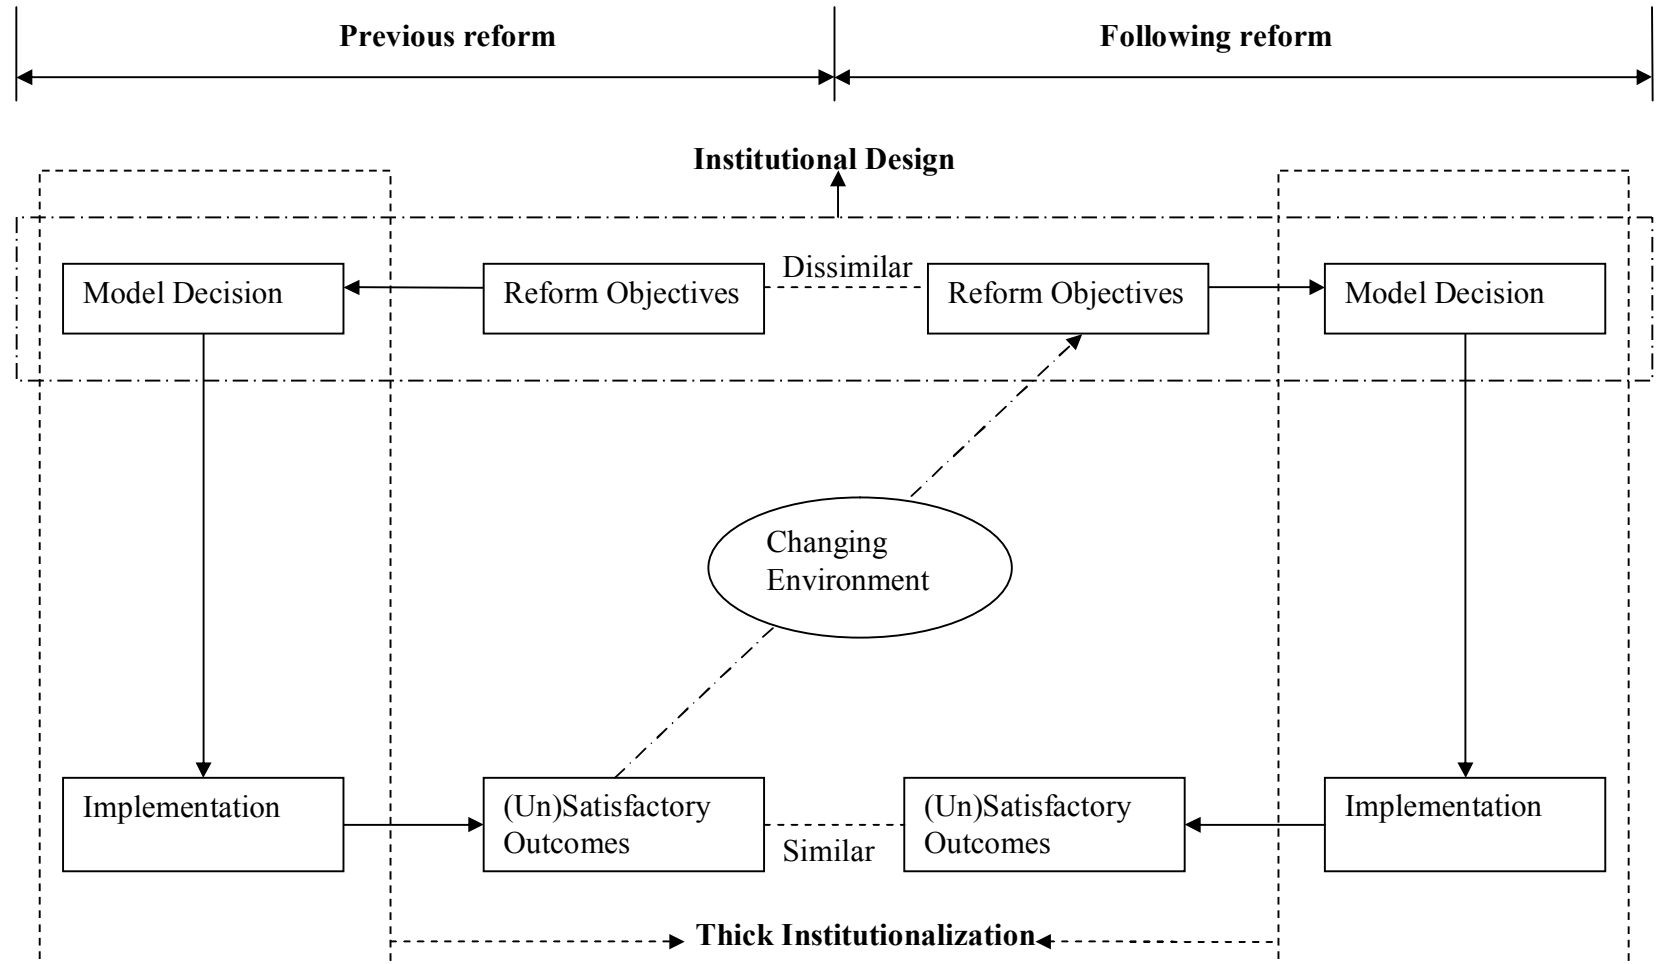 Previous reform
Following reform
Institutional Design
Dissimilar
Model Decision
Reform Objectives
Reform Objectives
Model Decision
Changing
Environment
Implementation
(Un)Satisfactory
Outcomes
Similar
(Un)Satisfactory
Outcomes
Implementation
Thick Institutionalization